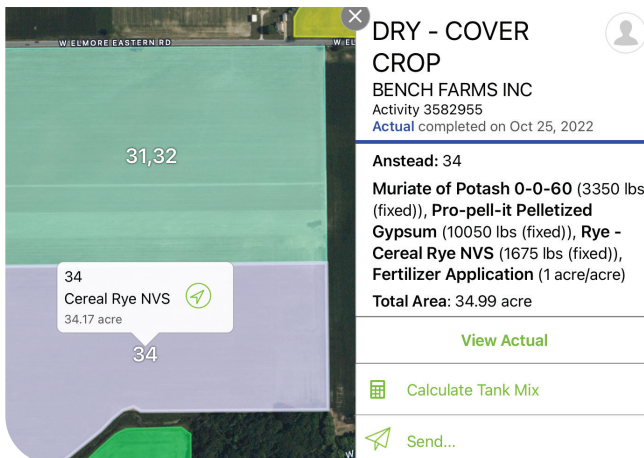 W ELMORE EASTERN RD
W EL
31,32
34
Cereal Rye NVS
34.17 acre
34
W
DRY - COVER
CROP
BENCH FARMS INC
Activity 3582955
Actual completed on Oct 25, 2022
Anstead: 34
Muriate of Potash 0-0-60 (3350 lbs
(fixed)), Pro-pell-it Pelletized
Gypsum (10050 lbs (fixed)), Rye -
Cereal Rye NVS (1675 lbs (fixed)),
Fertilizer Application (1 acre/acre)
Total Area: 34.99 acre
View Actual
Calculate Tank Mix
Send...